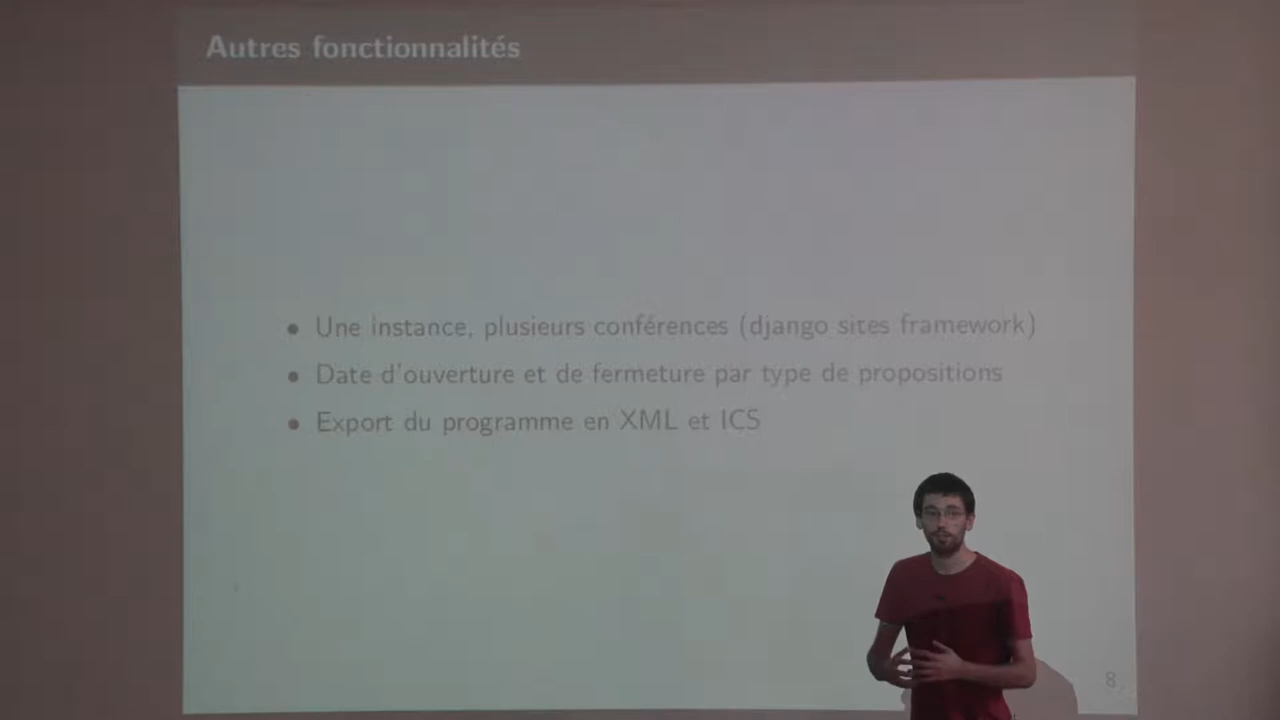 Autres fonctionnalités
• Une instance, plusieurs conférences (django sites framework)
• Date d'ouverture et de fermeture par type de propositions
• Export du programme en XML et ICS
8